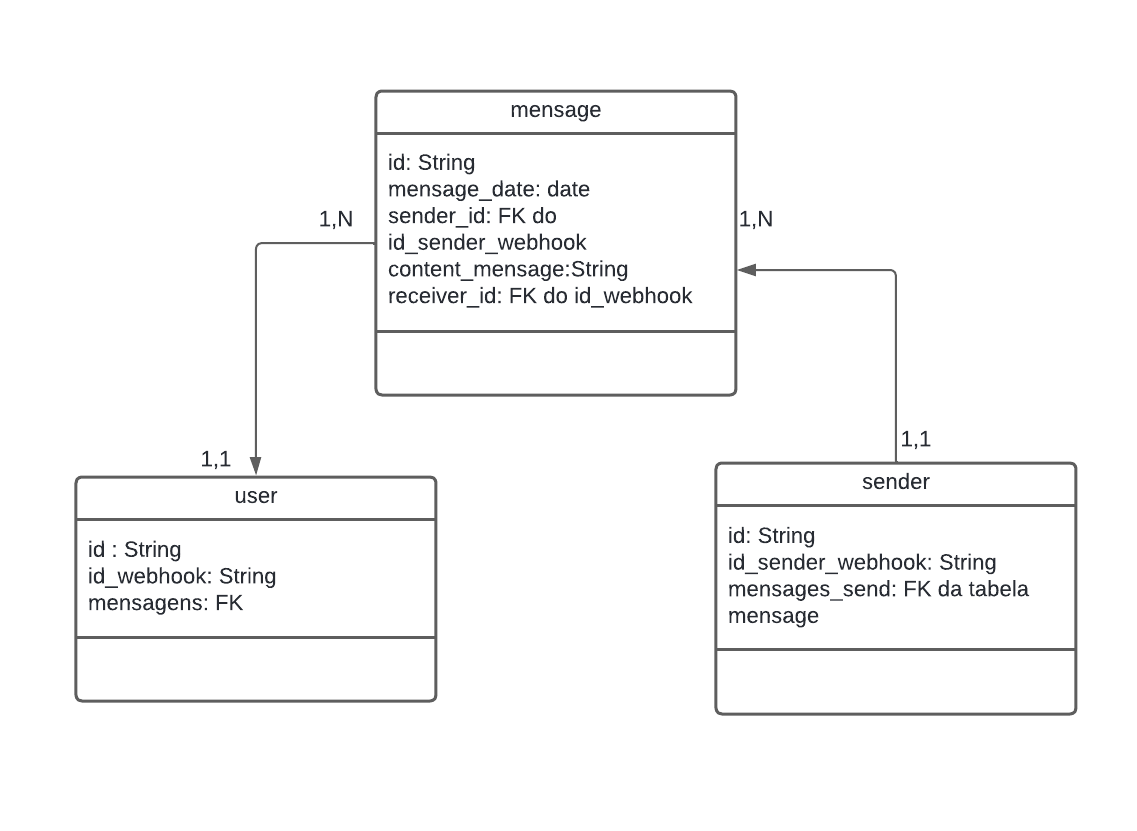 mensage
id: String
mensage_date: date
sender_id: FK do
id_sender_webhook
content_mensage:String
receiver_id: FK do id_webhook
1,N
1,N
1,1
1,1
user
id : String
id_webhook: String
mensagens: FK
sender
id: String
id_sender_webhook: String
mensages_send: FK da tabela
mensage